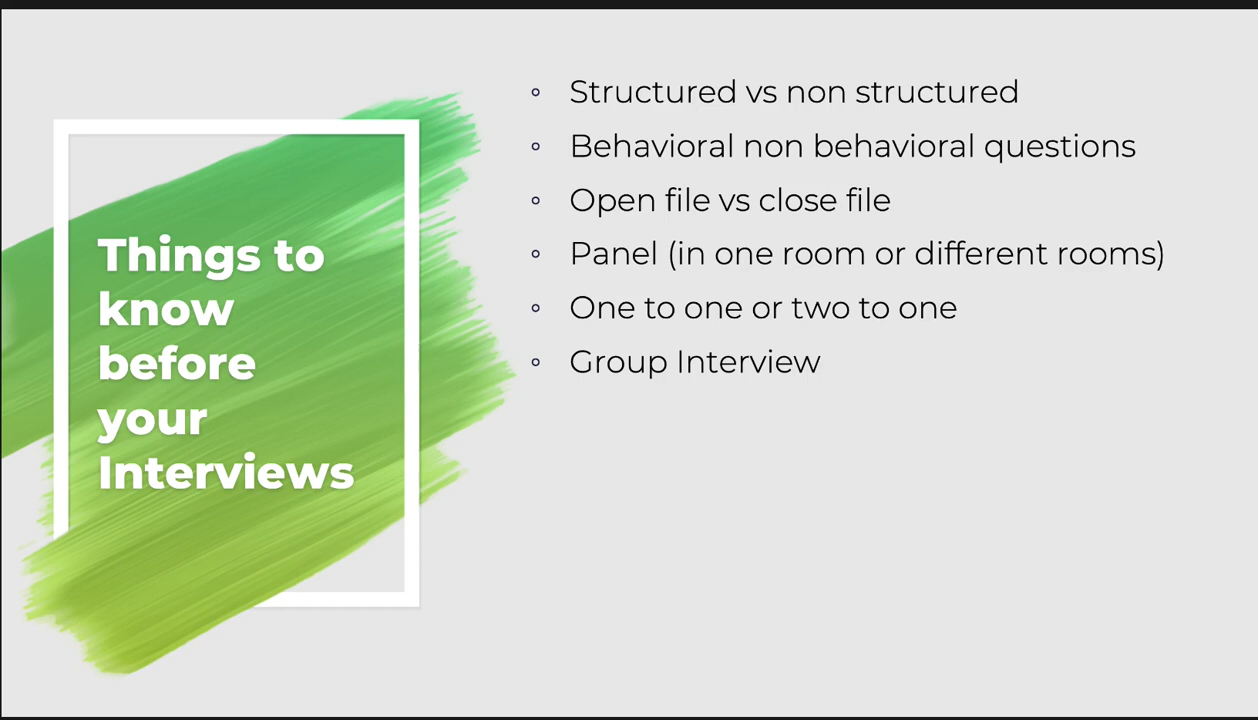 Things to
know
before
your
Interviews
Structured vs non structured
Behavioral non behavioral questions
Open file vs close file
Panel (in one room or different rooms)
One to one or two to one
Group Interview